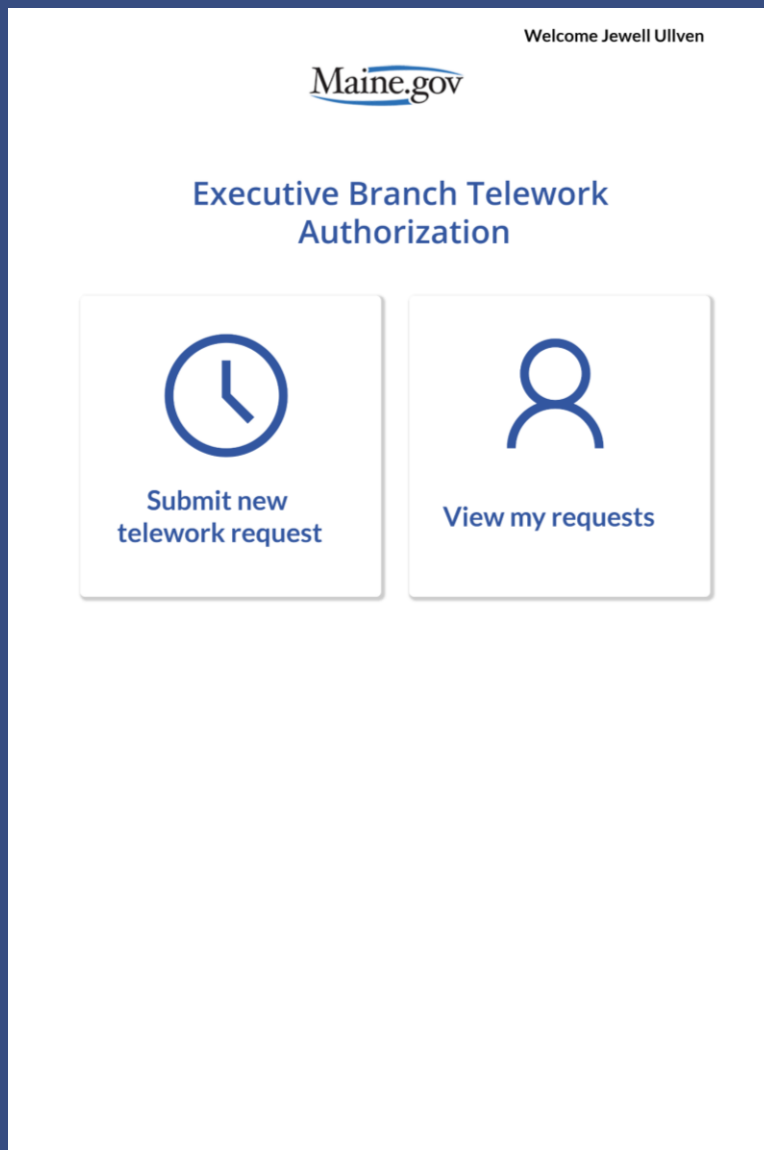 Welcome Jewell Ullven
Maine.gov
Executive Branch Telework
Authorization
Submit new
telework request
View my requests